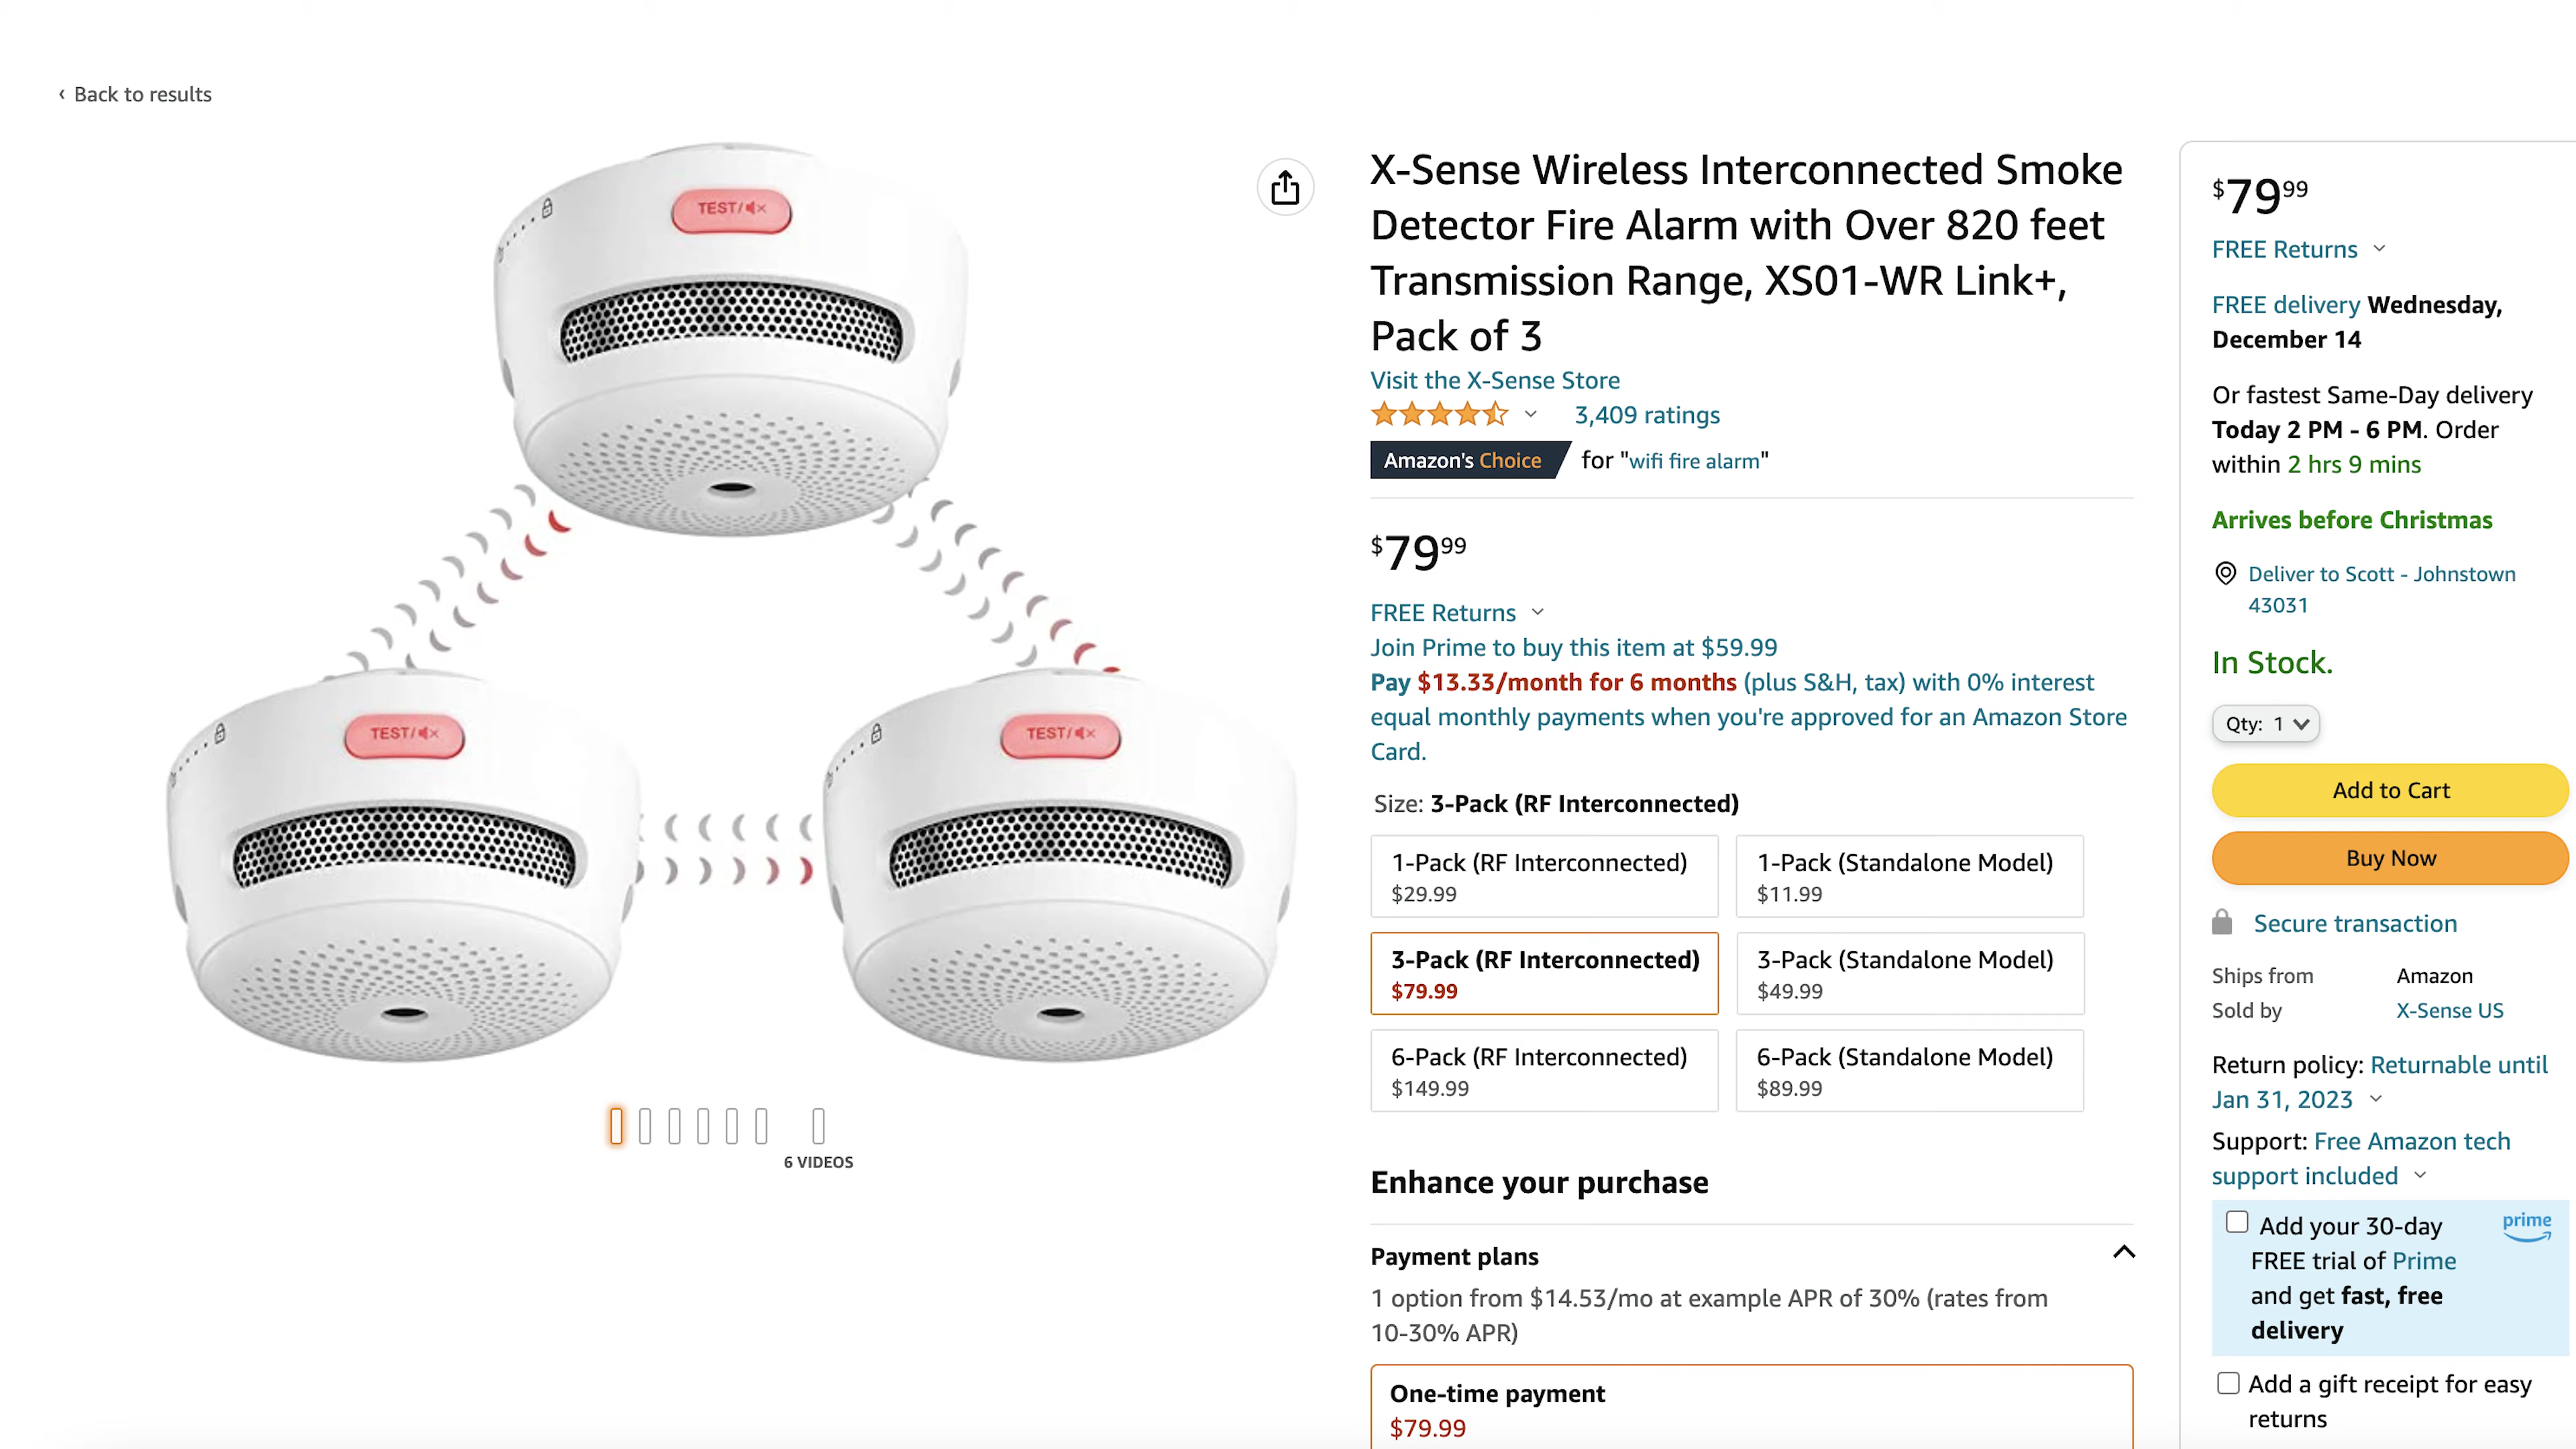 ‹ Back to results
TEST/
TEST/
TEST/
6 VIDEOS
X-Sense Wireless Interconnected Smoke
Detector Fire Alarm with Over 820 feet
Transmission Range, XS01-WR Link+,
Pack of 3
Visit the X-Sense Store
3,409 ratings
Amazon's Choice for "wifi fire alarm"
$79.99
FREE Returns
Join Prime to buy this item at $59.99
Pay $13.33/month for 6 months (plus S&H, tax) with 0% interest
equal monthly payments when you're approved for an Amazon Store
Card.
Size: 3-Pack (RF Interconnected)
1-Pack (RF Interconnected)
$29.99
1-Pack (Standalone Model)
$11.99
3-Pack (RF Interconnected)
$79.99
3-Pack (Standalone Model)
$49.99
6-Pack (RF Interconnected)
$149.99
6-Pack (Standalone Model)
$89.99
Enhance your purchase
Payment plans
1 option from $14.53/mo at example APR of 30% (rates from
10-30% APR)
One-time payment
$79.99
$79.99
FREE Returns
FREE delivery Wednesday,
December 14
Or fastest Same-Day delivery
Today 2 PM - 6 PM. Order
within 2 hrs 9 mins
Arrives before Christmas
Deliver to Scott - Johnstown
43031
In Stock.
Qty: 1
Add to Cart
Buy Now
Secure transaction
Ships from Amazon
Sold by X-Sense US
Return policy: Returnable until
Jan 31, 2023
Support: Free Amazon tech
support included
Add your 30-day prime
FREE trial of Prime
and get fast, free
delivery
Add a gift receipt for easy
returns